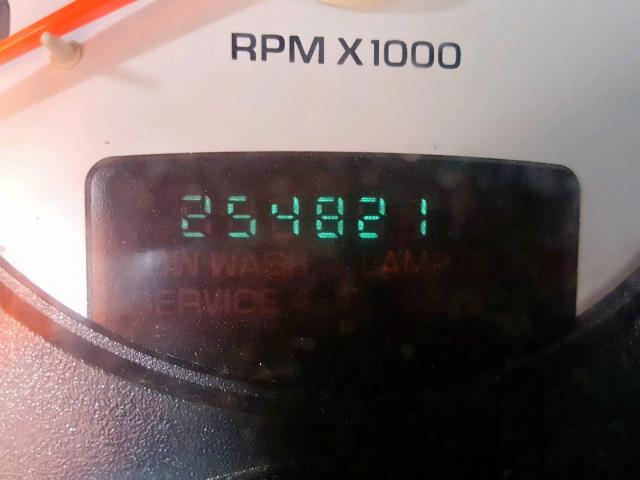 RPM X1000
254821
WASH LAMP
SERVICE